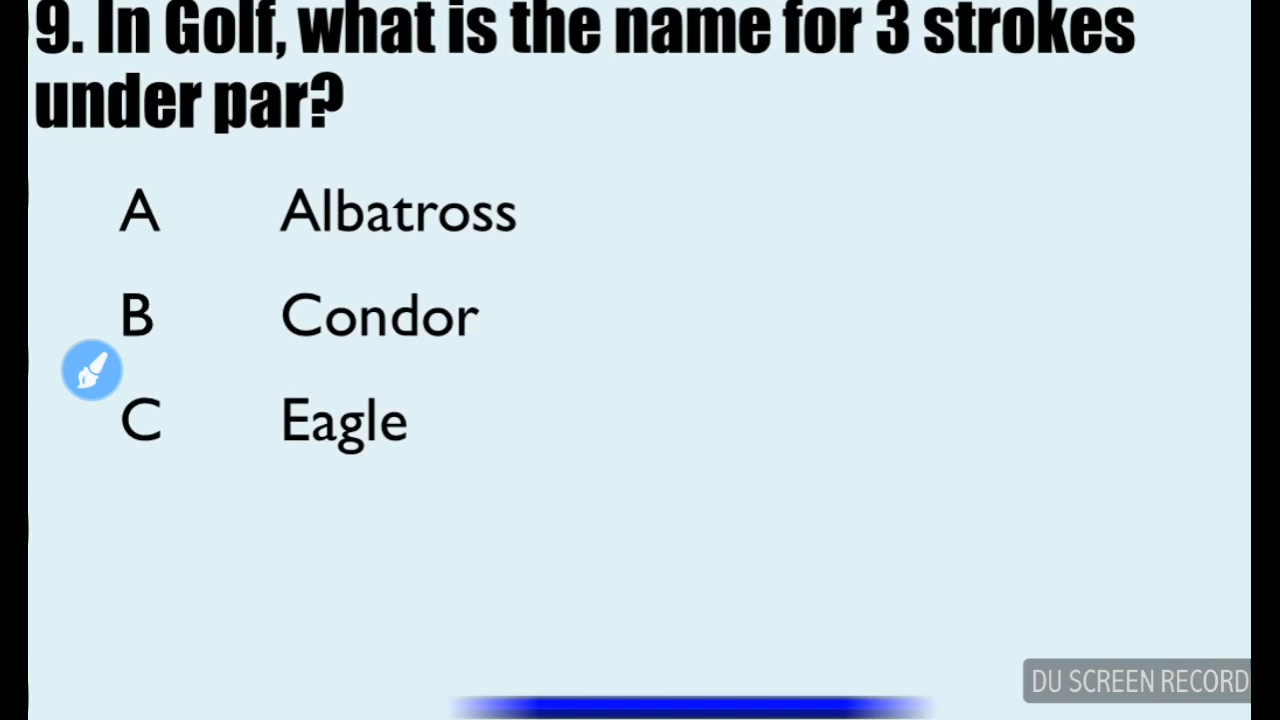 9. In Golf, what is the name for 3 strokes
under par?
A Albatross
B Condor
C Eagle
DU SCREEN RECORD